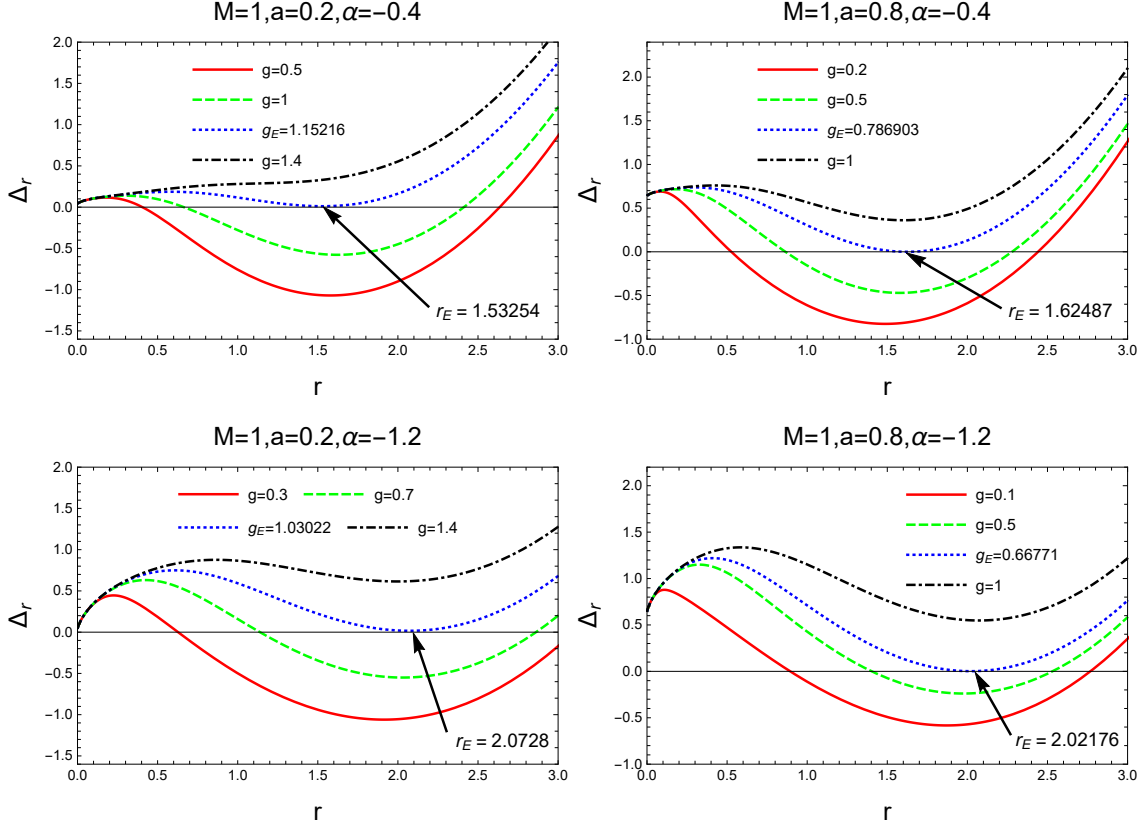 M=1,a=0.2,α=−0.4
2.0
1.5
1.0
0.5
0.0
−0.5
−1.0
−1.5
Δr
g=0.5
g=1
gE=1.15216
g=1.4
rE = 1.53254
0.0 0.5 1.0 1.5 2.0 2.5 3.0
r
M=1,a=0.8,α=−0.4
2.0
1.5
1.0
0.5
0.0
−0.5
−1.0
Δr
g=0.2
g=0.5
gE=0.786903
g=1
rE = 1.62487
0.0 0.5 1.0 1.5 2.0 2.5 3.0
r
M=1,a=0.2,α=−1.2
2.0
1.5
1.0
0.5
0.0
−0.5
−1.0
−1.5
Δr
g=0.3 g=0.7
gE=1.03022 g=1.4
rE = 2.0728
0.0 0.5 1.0 1.5 2.0 2.5 3.0
r
M=1,a=0.8,α=−1.2
2.0
1.5
1.0
0.5
0.0
−0.5
−1.0
Δr
g=0.1
g=0.5
gE=0.66771
g=1
rE = 2.02176
0.0 0.5 1.0 1.5 2.0 2.5 3.0
r